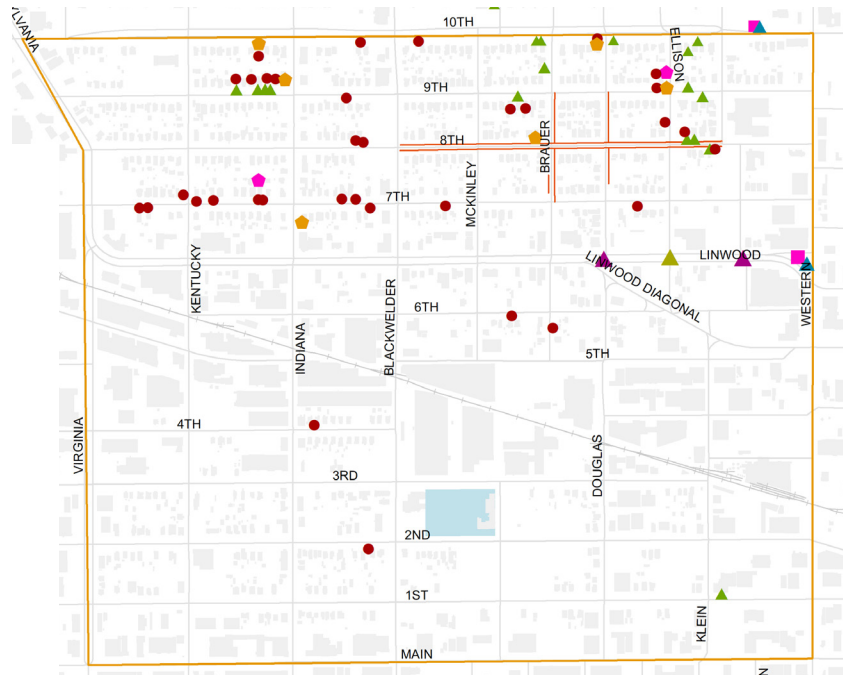 10TH
YLVANIA
ELLISON
9TH
8TH
BRAUER
MCKINLEY
7TH
KENTUCKY
LINWOOD
LINWOOD DIAGONAL
WESTERN
6TH
INDIANA
BLACKWELDER
5TH
4TH
VIRGINIA
DOUGLAS
3RD
2ND
1ST
KLEIN
MAIN
N